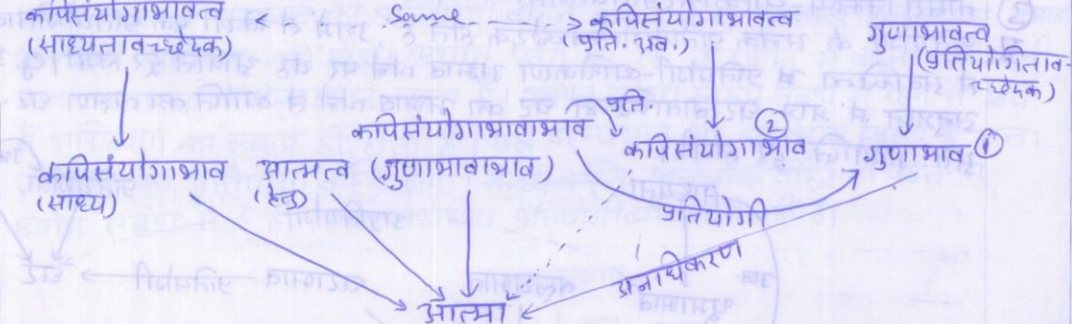 कपिसंयोगाभावत्व < Same > कपिसंयोगाभावत्व
(साध्यतावच्छेदक)
(प्रति. अव.)
गुणाभावत्व
(प्रतियोगिताव-
च्छेदक)
प्रति.
कपिसंयोगाभावाभाव
कपिसंयोगाभाव ②
गुणाभाव ①
कपिसंयोगाभाव
(साध्य)
आत्मत्व
(हेतु)
(गुणाभावाभाव)
प्रतियोगी
अनाधिकरण
आत्मा